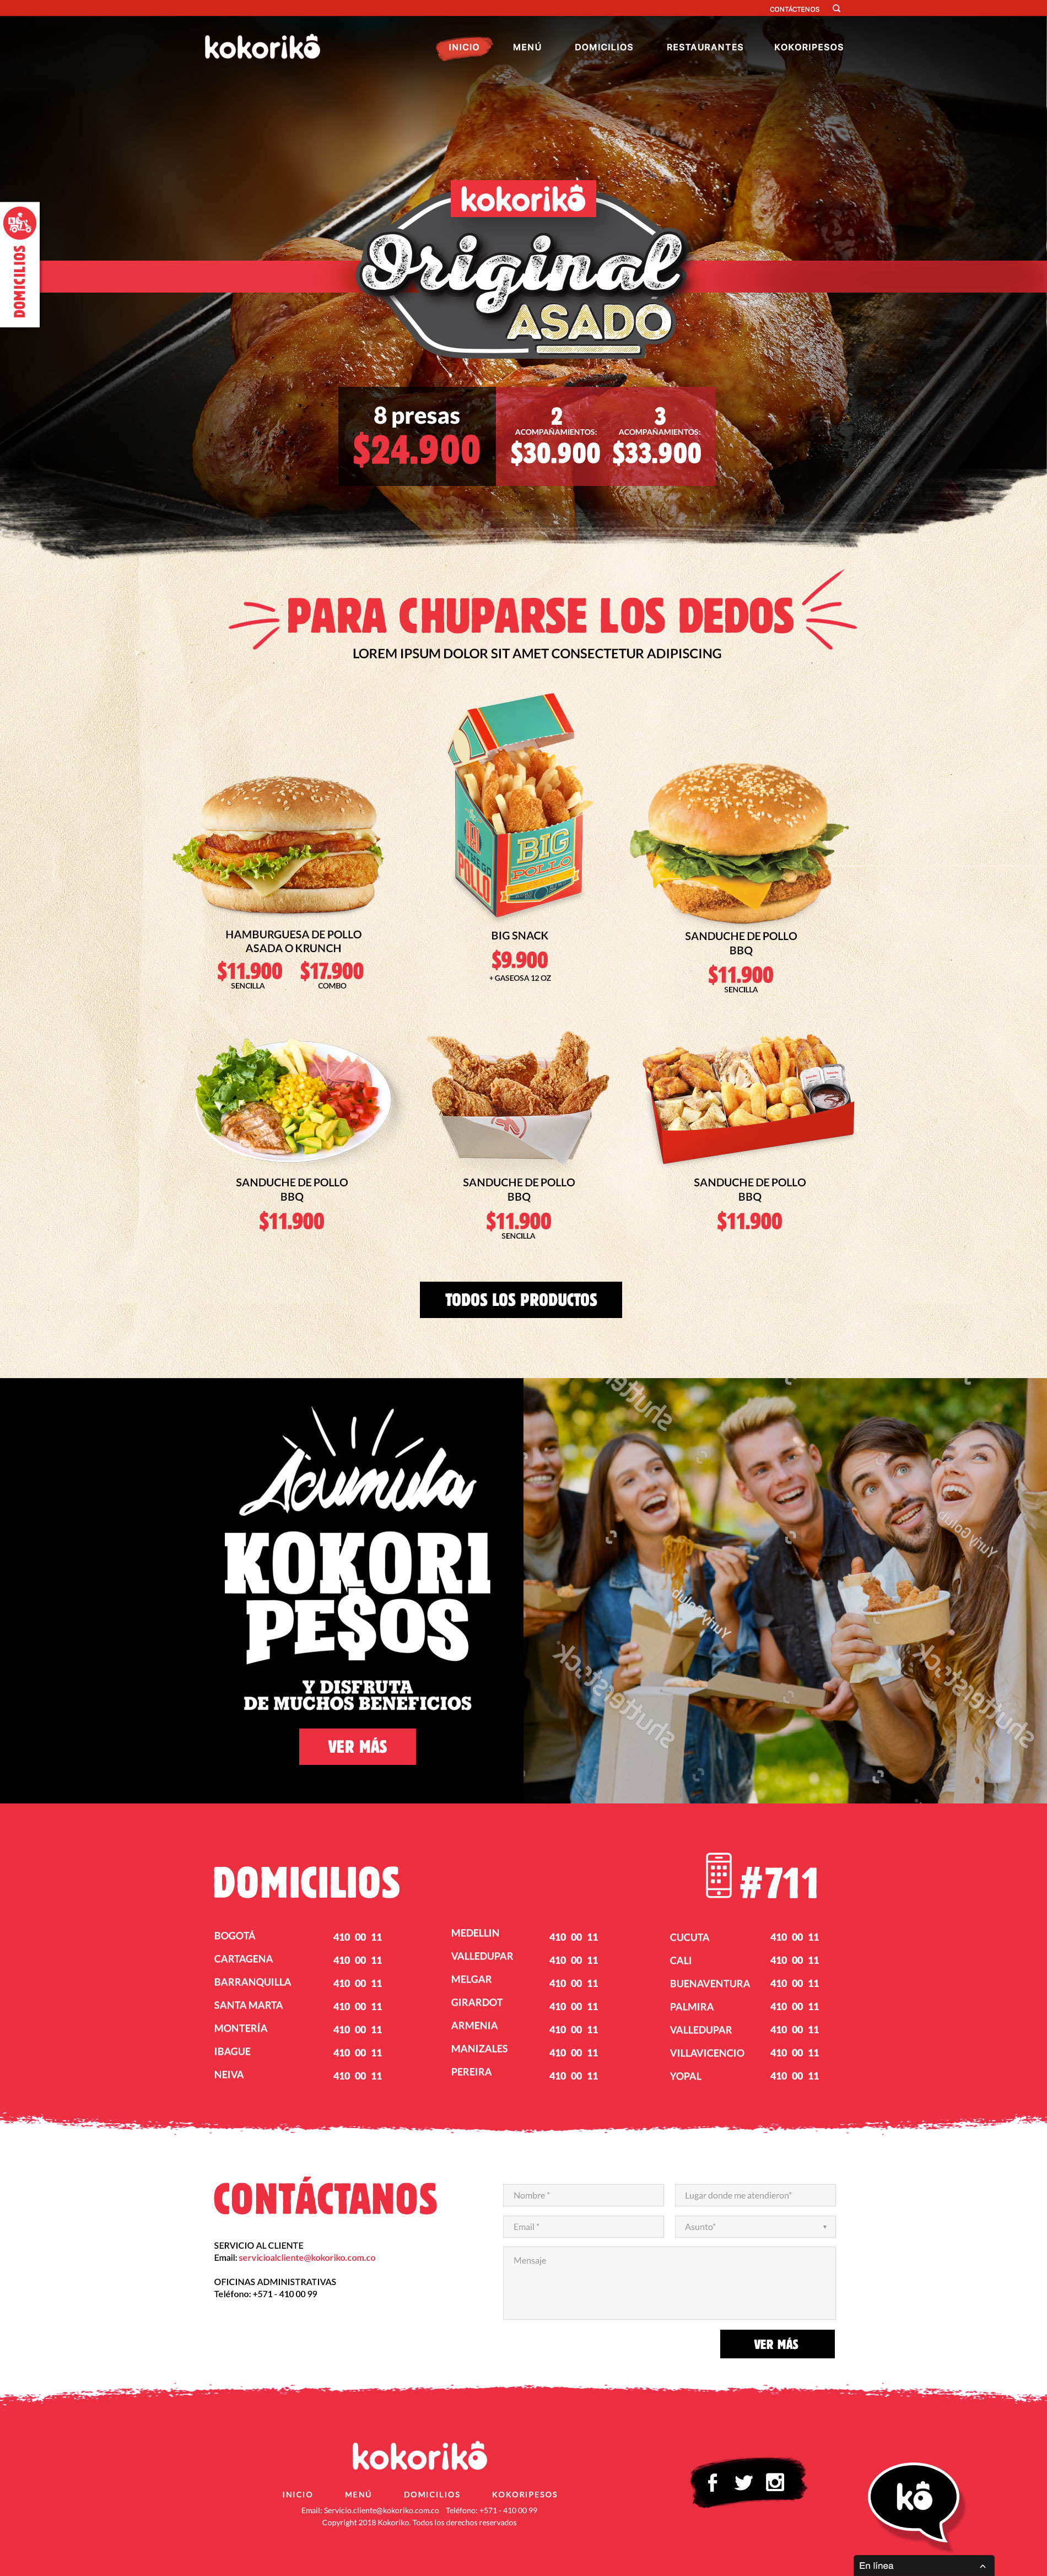 CONTÁCTENOS
kokorikô
INICIO MENÚ DOMICILIOS RESTAURANTES KOKORIPESOS
DOMICILIOS
kokorikô
Original
ASADO
8 presas
$24.900
2 ACOMPAÑAMIENTOS:
$30.900
3 ACOMPAÑAMIENTOS:
$33.900
PARA CHUPARSE LOS DEDOS
LOREM IPSUM DOLOR SIT AMET CONSECTETUR ADIPISCING
BIG
POLLO
POLLO
HAMBURGUESA DE POLLO
ASADA O KRUNCH
$11.900 $17.900
SENCILLA COMBO
BIG SNACK
$9.900
+ GASEOSA 12 OZ
SANDUCHE DE POLLO
BBQ
$11.900
SENCILLA
SANDUCHE DE POLLO
BBQ
$11.900
SANDUCHE DE POLLO
BBQ
$11.900
SENCILLA
SANDUCHE DE POLLO
BBQ
$11.900
TODOS LOS PRODUCTOS
Acumula
KOKORI
PE$OS
Y DISFRUTA
DE MUCHOS BENEFICIOS
VER MÁS
shutterstock
Yuriy Golub
Yuriy Golub
shutterstock
shutterstock
DOMICILIOS
#711
BOGOTÁ 410 00 11
CARTAGENA 410 00 11
BARRANQUILLA 410 00 11
SANTA MARTA 410 00 11
MONTERÍA 410 00 11
IBAGUE 410 00 11
NEIVA 410 00 11
MEDELLIN 410 00 11
VALLEDUPAR 410 00 11
MELGAR 410 00 11
GIRARDOT 410 00 11
ARMENIA 410 00 11
MANIZALES 410 00 11
PEREIRA 410 00 11
CUCUTA 410 00 11
CALI 410 00 11
BUENAVENTURA 410 00 11
PALMIRA 410 00 11
VALLEDUPAR 410 00 11
VILLAVICENCIO 410 00 11
YOPAL 410 00 11
CONTÁCTANOS
SERVICIO AL CLIENTE
Email: servicioalcliente@kokoriko.com.co
OFICINAS ADMINISTRATIVAS
Teléfono: +571 - 410 00 99
Nombre *
Lugar donde me atendieron*
Email *
Asunto*
Mensaje
VER MÁS
kokorikô
INICIO MENÚ DOMICILIOS KOKORIPESOS
Email: Servicio.cliente@kokoriko.com.co Teléfono: +571 - 410 00 99
Copyright 2018 Kokoriko. Todos los derechos reservados
kô
En línea